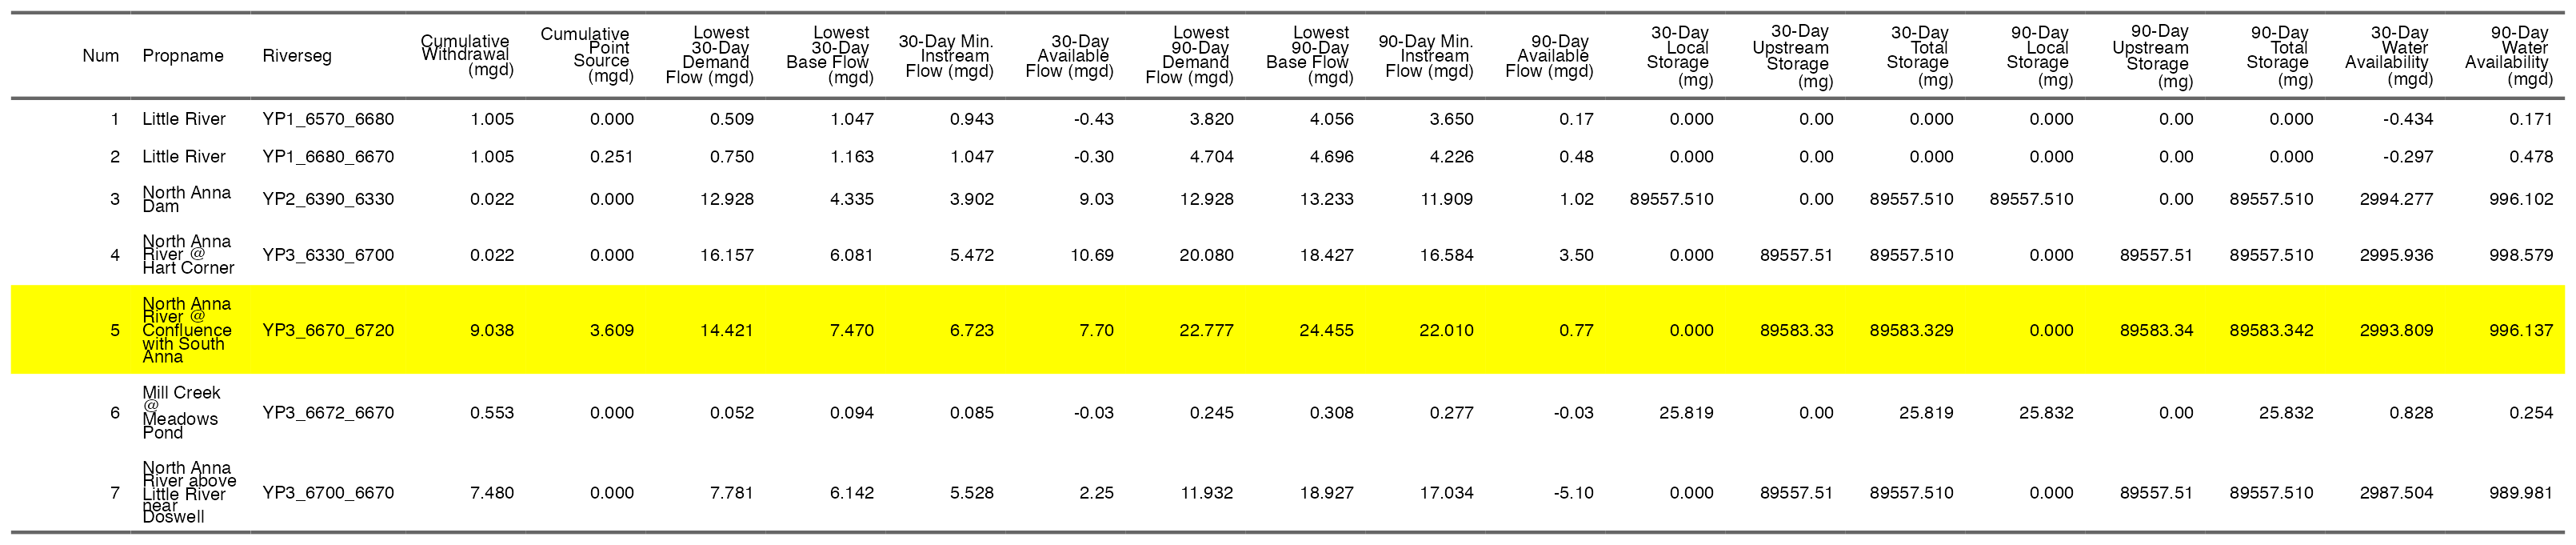 Num Propname Riverseg Cumulative Withdrawal (mgd) Cumulative Point Source (mgd) Lowest 30-Day Demand Flow (mgd) Lowest 30-Day Base Flow (mgd) 30-Day Min. Instream Flow (mgd) 30-Day Available Flow (mgd) Lowest 90-Day Demand Flow (mgd) Lowest 90-Day Base Flow (mgd) 90-Day Min. Instream Flow (mgd) 90-Day Available Flow (mgd) 30-Day Local Storage (mg) 30-Day Upstream Storage (mg) 30-Day Total Storage (mg) 90-Day Local Storage (mg) 90-Day Upstream Storage (mg) 90-Day Total Storage (mg) 30-Day Water Availability (mgd) 90-Day Water Availability (mgd)
1 Little River YP1_6570_6680 1.005 0.000 0.509 1.047 0.943 -0.43 3.820 4.056 3.650 0.17 0.000 0.00 0.000 0.000 0.00 0.000 -0.434 0.171
2 Little River YP1_6680_6670 1.005 0.251 0.750 1.163 1.047 -0.30 4.704 4.696 4.226 0.48 0.000 0.00 0.000 0.000 0.00 0.000 -0.297 0.478
3 North Anna Dam YP2_6390_6330 0.022 0.000 12.928 4.335 3.902 9.03 12.928 13.233 11.909 1.02 89557.510 0.00 89557.510 89557.510 0.00 89557.510 2994.277 996.102
4 North Anna River @ Hart Corner YP3_6330_6700 0.022 0.000 16.157 6.081 5.472 10.69 20.080 18.427 16.584 3.50 0.000 89557.51 89557.510 0.000 89557.51 89557.510 2995.936 998.579
5 North Anna River @ Confluence with South Anna YP3_6670_6720 9.038 3.609 14.421 7.470 6.723 7.70 22.777 24.455 22.010 0.77 0.000 89583.33 89583.329 0.000 89583.34 89583.342 2993.809 996.137
6 Mill Creek @ Meadows Pond YP3_6672_6670 0.553 0.000 0.052 0.094 0.085 -0.03 0.245 0.308 0.277 -0.03 25.819 0.00 25.819 25.832 0.00 25.832 0.828 0.254
7 North Anna River above Little River near Doswell YP3_6700_6670 7.480 0.000 7.781 6.142 5.528 2.25 11.932 18.927 17.034 -5.10 0.000 89557.51 89557.510 0.000 89557.51 89557.510 2987.504 989.981